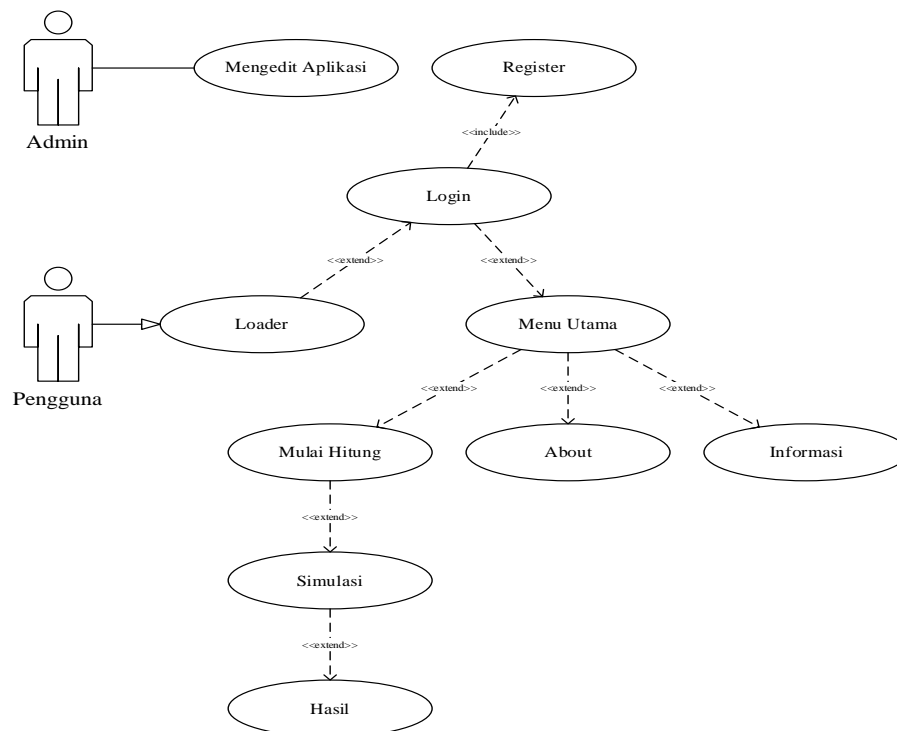 Mengedit Aplikasi
Register
Admin
<<include>>
Login
<<extend>>
<<extend>>
Loader
Menu Utama
Pengguna
<<extend>>
<<extend>>
<<extend>>
Mulai Hitung
About
Informasi
<<extend>>
Simulasi
<<extend>>
Hasil